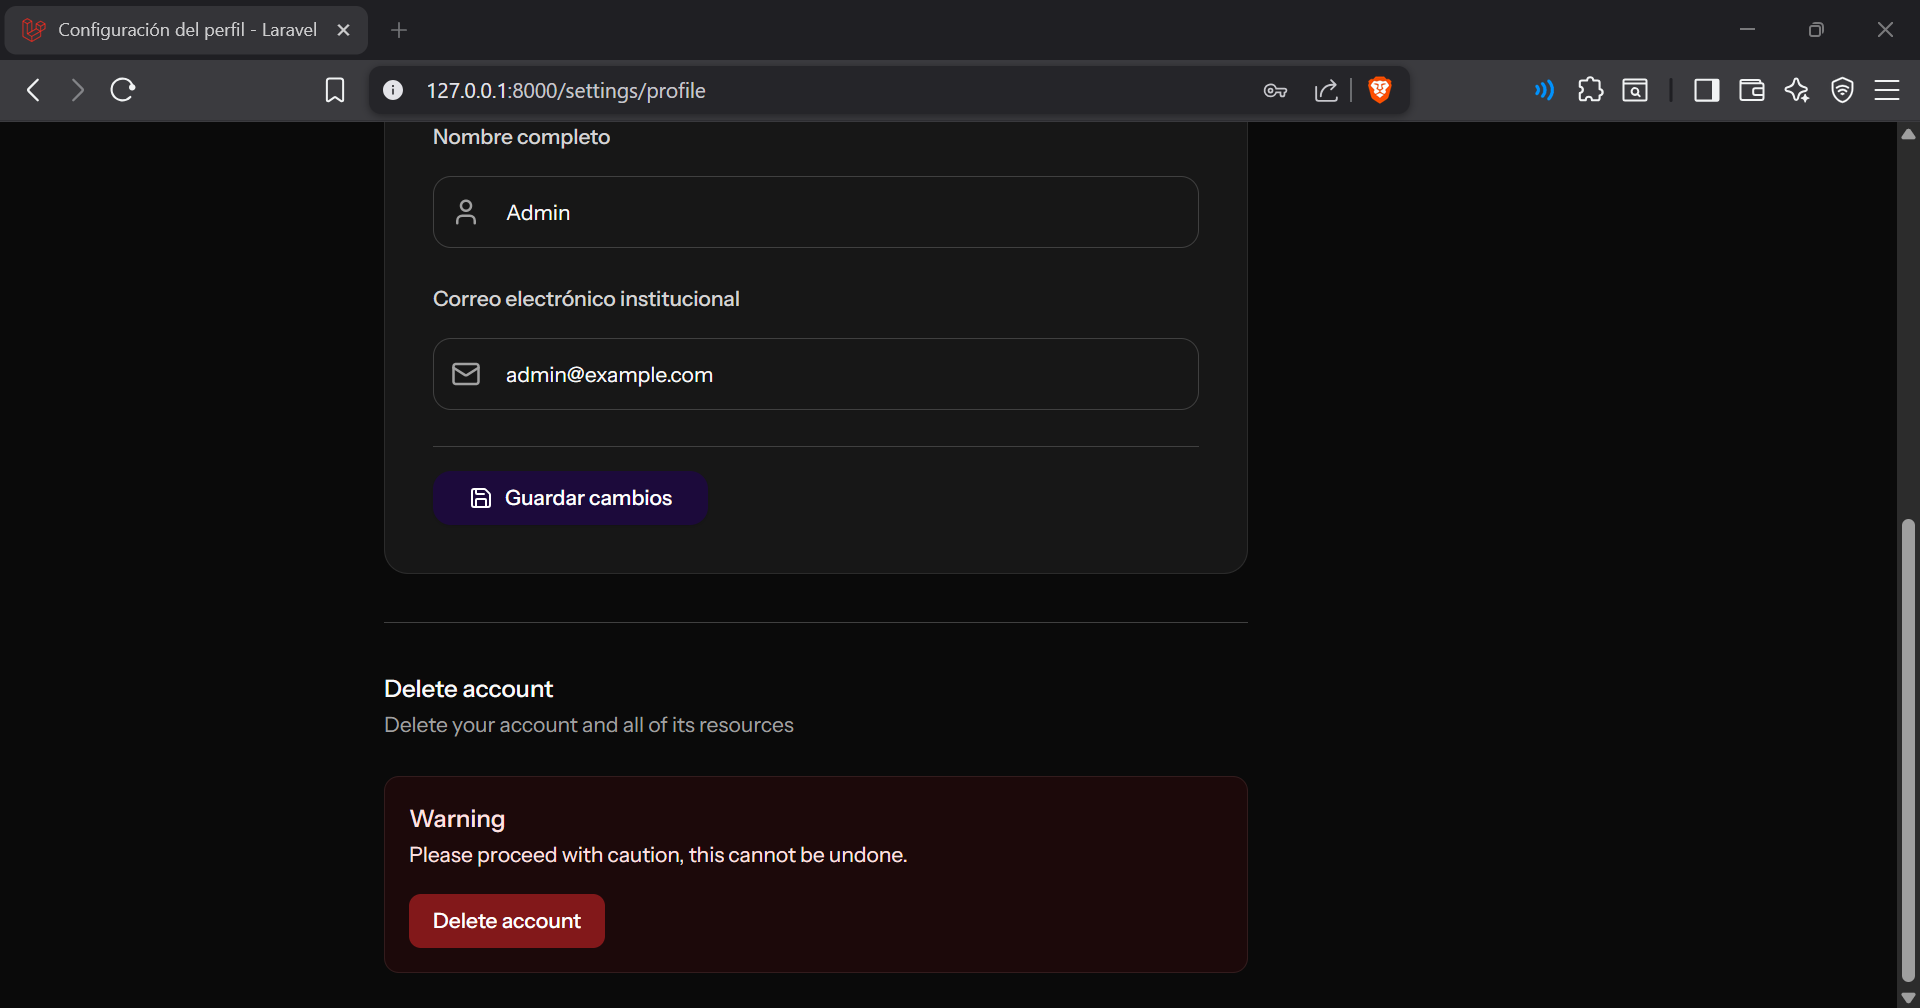 Configuración del perfil - Laravel
127.0.0.1:8000/settings/profile
Nombre completo
Admin
Correo electrónico institucional
admin@example.com
Guardar cambios
Delete account
Delete your account and all of its resources
Warning
Please proceed with caution, this cannot be undone.
Delete account